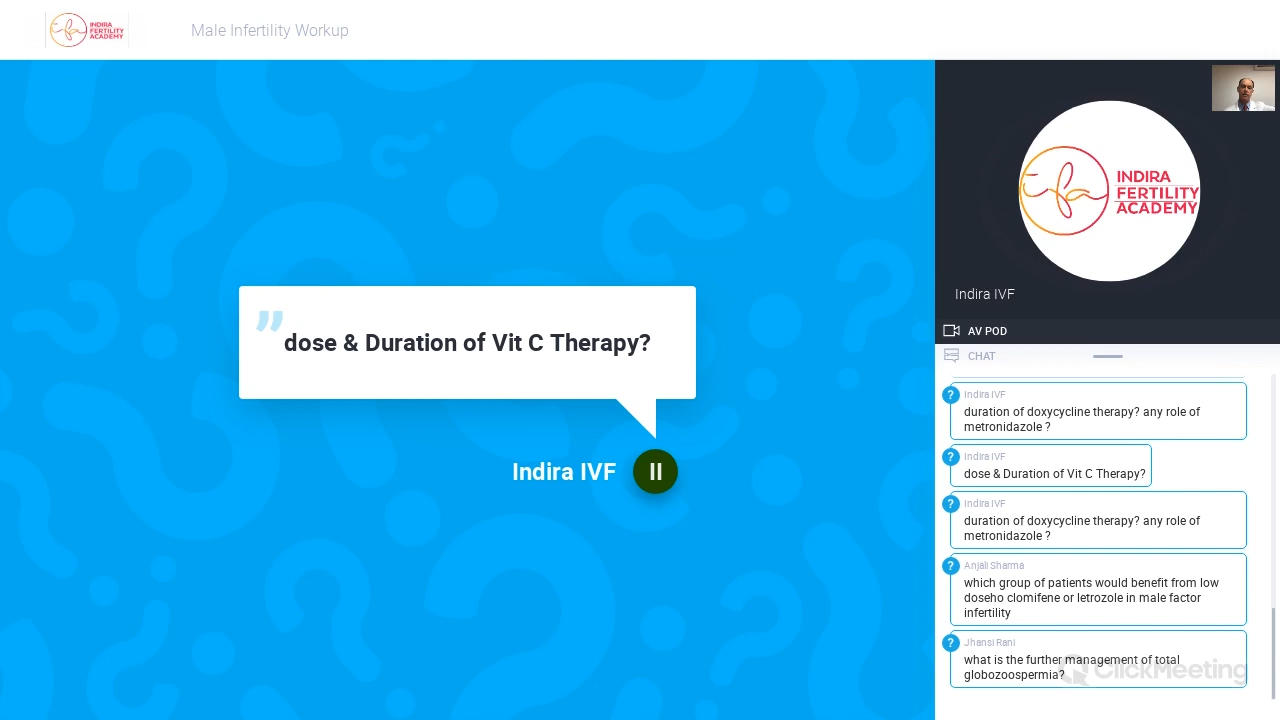 INDIRA
FERTILITY
ACADEMY
Male Infertility Workup
dose & Duration of Vit C Therapy?
Indira IVF
II
INDIRA
FERTILITY
ACADEMY
Indira IVF
AV POD
CHAT
? Indira IVF
duration of doxycycline therapy? any role of
metronidazole ?
? Indira IVF
dose & Duration of Vit C Therapy?
? Indira IVF
duration of doxycycline therapy? any role of
metronidazole ?
? Anjali Sharma
which group of patients would benefit from low
doseho clomifene or letrozole in male factor
infertility
? Jhansi Rani
what is the further management of total
globozoospermia?
ClickMeeting